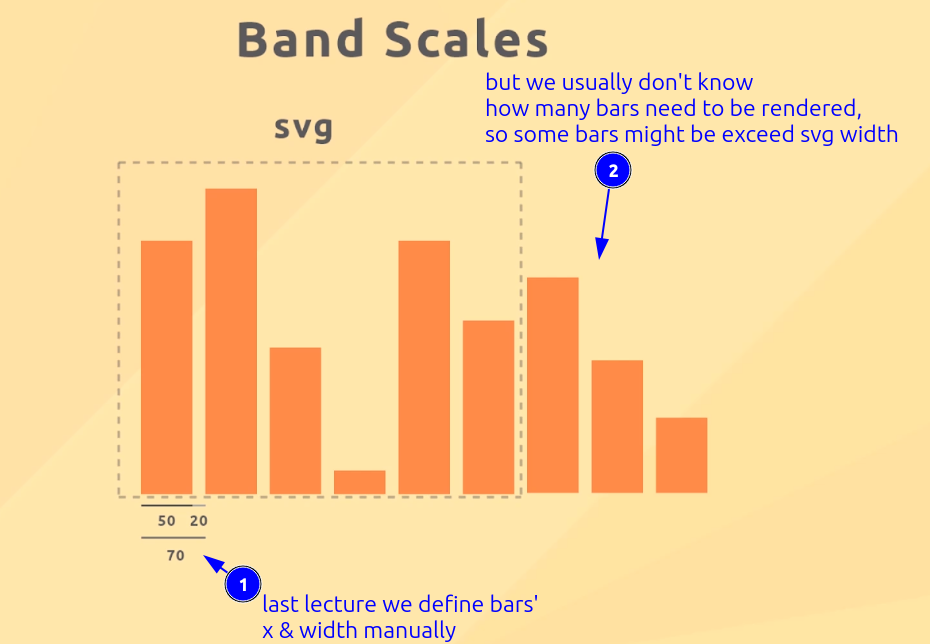 Band Scales
but we usually don't know
how many bars need to be rendered,
so some bars might be exceed svg width
svg
2
50 20
70
1
last lecture we define bars'
x & width manually